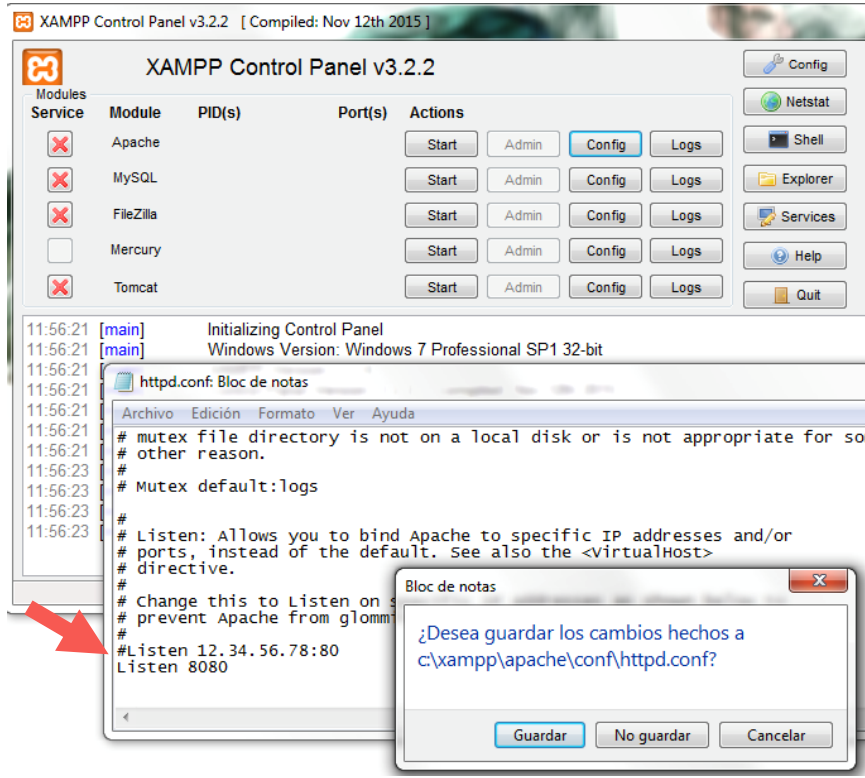 XAMPP Control Panel v3.2.2 [ Compiled: Nov 12th 2015 ]
XAMPP Control Panel v3.2.2
Config
Modules
Service Module PID(s) Port(s) Actions
Netstat
Apache Start Admin Config Logs
Shell
MySQL Start Admin Config Logs
Explorer
FileZilla Start Admin Config Logs
Services
Mercury Start Admin Config Logs
Help
Tomcat Start Admin Config Logs
Quit
11:56:21 [main] Initializing Control Panel
11:56:21 [main] Windows Version: Windows 7 Professional SP1 32-bit
11:56:21
11:56:21
11:56:21
11:56:21
11:56:21
11:56:23
11:56:23
11:56:23
11:56:23
httpd.conf: Bloc de notas
Archivo Edición Formato Ver Ayuda
# mutex file directory is not on a local disk or is not appropriate for so
# other reason.
#
# Mutex default:logs
#
# Listen: Allows you to bind Apache to specific IP addresses and/or
# ports, instead of the default. See also the <VirtualHost>
# directive.
#
# Change this to Listen on
# prevent Apache from glommi
#
#Listen 12.34.56.78:80
Listen 8080
Bloc de notas
¿Desea guardar los cambios hechos a
c:\xampp\apache\conf\httpd.conf?
Guardar No guardar Cancelar